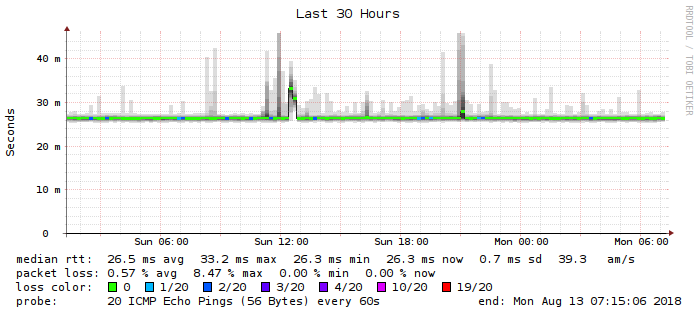 Last 30 Hours
RRDTOOL / TOBI OETIKER
Seconds
40 m
30 m
20 m
10 m
0
Sun 06:00 Sun 12:00 Sun 18:00 Mon 00:00 Mon 06:00
median rtt: 26.5 ms avg 33.2 ms max 26.3 ms min 26.3 ms now 0.7 ms sd 39.3 am/s
packet loss: 0.57 % avg 8.47 % max 0.00 % min 0.00 % now
loss color: 0 1/20 2/20 3/20 4/20 10/20 19/20
probe: 20 ICMP Echo Pings (56 Bytes) every 60s end: Mon Aug 13 07:15:06 2018